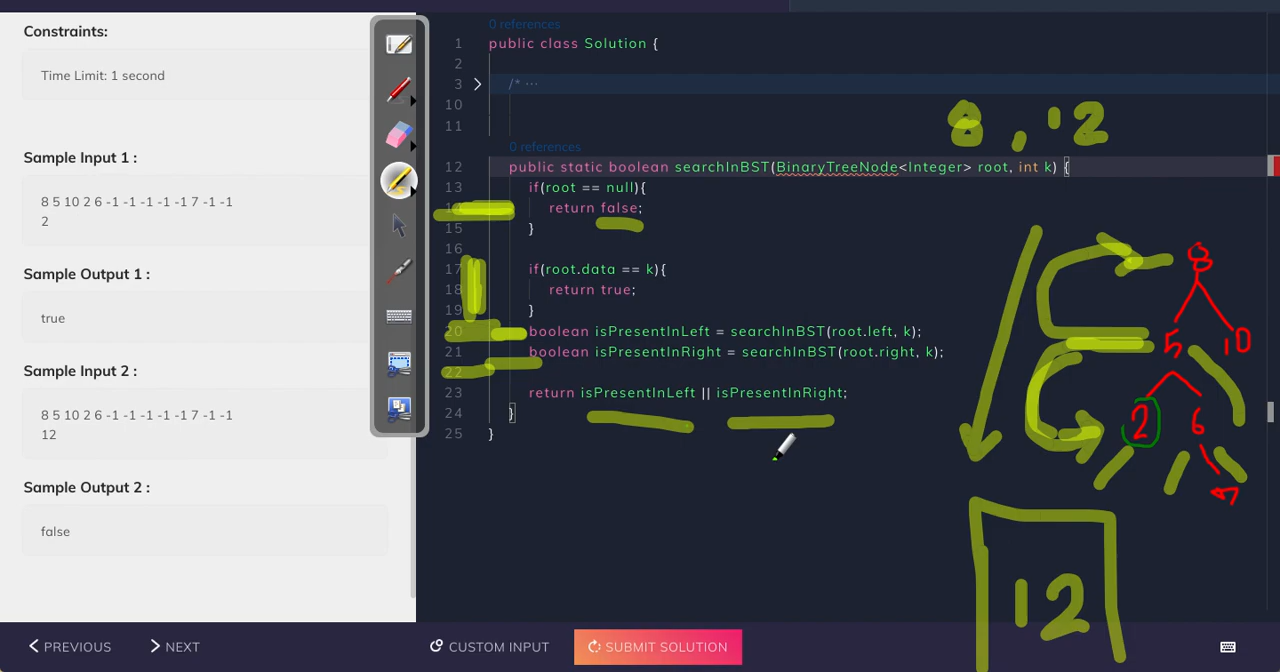 Constraints:
Time Limit: 1 second
Sample Input 1 :
8 5 10 2 6 -1 -1 -1 -1 -1 7 -1 -1
2
Sample Output 1 :
true
Sample Input 2 :
8 5 10 2 6 -1 -1 -1 -1 -1 7 -1 -1
12
Sample Output 2 :
false
0 references
1 public class Solution {
2
3 /* ...
10
11
0 references
12 public static boolean searchInBST(BinaryTreeNode<Integer> root, int k) {
13 if(root == null){
14 return false;
15 }
16
17 if(root.data == k){
18 return true;
19 }
20 boolean isPresentInLeft = searchInBST(root.left, k);
21 boolean isPresentInRight = searchInBST(root.right, k);
22
23 return isPresentInLeft || isPresentInRight;
24 }
25 }
8 , 12
8
5 10
2 6
7
12
PREVIOUS
NEXT
CUSTOM INPUT
SUBMIT SOLUTION